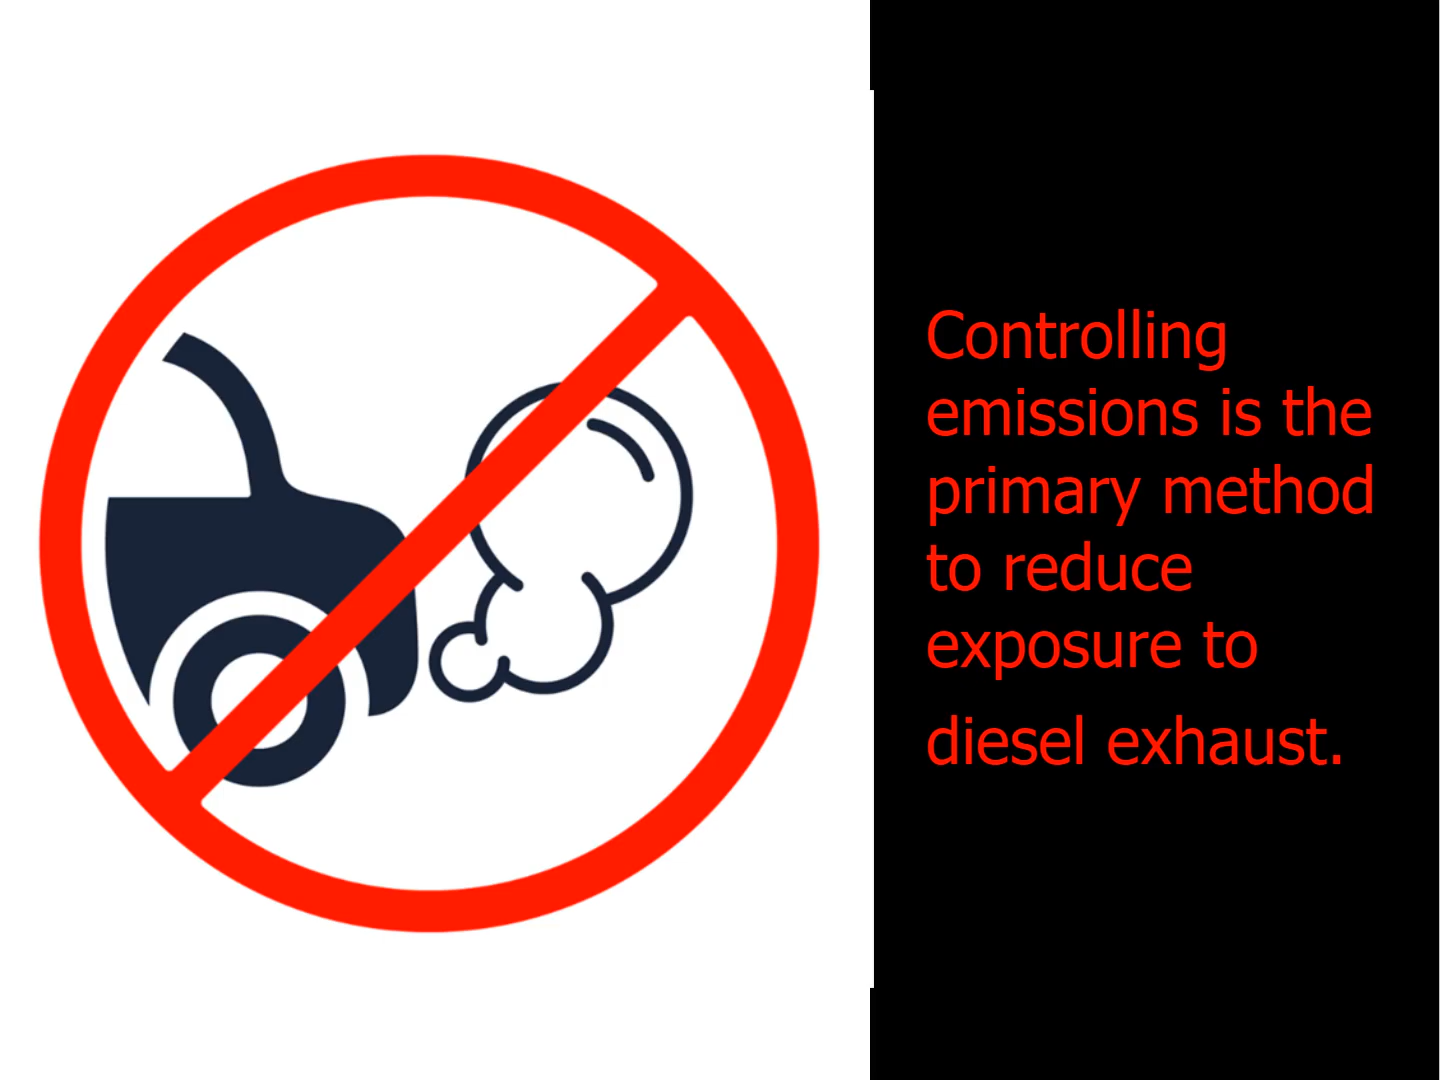 Controlling
emissions is the
primary method
to reduce
exposure to
diesel exhaust.